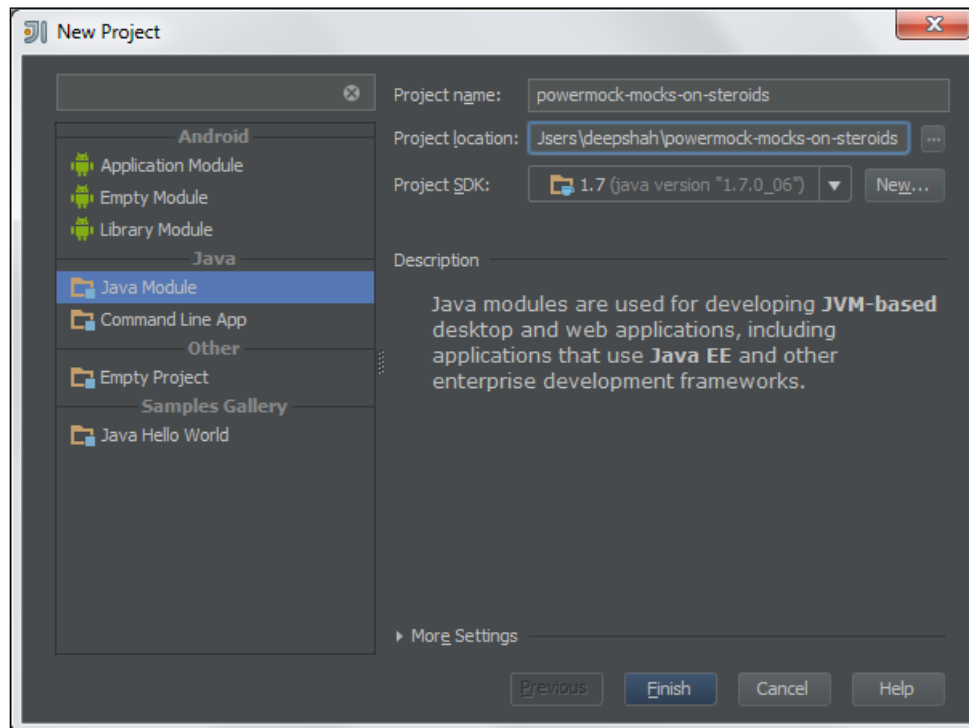 New Project
Android
Application Module
Empty Module
Library Module
Java
Java Module
Command Line App
Other
Empty Project
Samples Gallery
Java Hello World
Project name: powermock-mocks-on-steroids
Project location: Jsers\deepshah\powermock-mocks-on-steroids ...
Project SDK: 1.7 (java version "1.7.0_06") New...
Description
Java modules are used for developing JVM-based
desktop and web applications, including
applications that use Java EE and other
enterprise development frameworks.
More Settings
Previous Finish Cancel Help